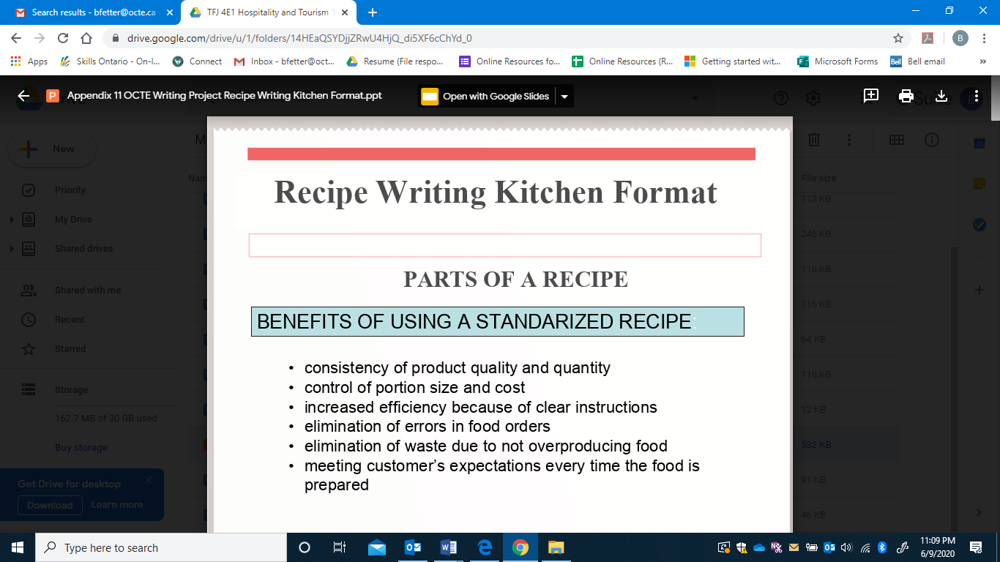 Search results - bfetter@octe.ca
TFJ 4E1 Hospitality and Tourism
drive.google.com/drive/u/1/folders/14HEaQSYDjjZRwU4HjQ_di5XF6cChYd_0
B
Apps
Skills Ontario - On-l...
Connect
Inbox - bfetter@oct...
Resume (File respo...
Online Resources fo...
Online Resources (R...
Getting started wit...
Microsoft Forms
Bell
Bell email
»
P
Appendix 11 OCTE Writing Project Recipe Writing Kitchen Format.ppt
Open with Google Slides
New
Priority
My Drive
Shared drives
Shared with me
Recent
Starred
Storage
162.7 MB of 30 GB used
Buy storage
Get Drive for desktop
Download
Learn more
Recipe Writing Kitchen Format
PARTS OF A RECIPE
BENEFITS OF USING A STANDARIZED RECIPE:
• consistency of product quality and quantity
• control of portion size and cost
• increased efficiency because of clear instructions
• elimination of errors in food orders
• elimination of waste due to not overproducing food
• meeting customer’s expectations every time the food is
prepared
File size
113 KB
246 KB
116 KB
116 KB
64 KB
116 KB
12 KB
532 KB
91 KB
46 KB
Type here to search
11:09 PM
6/9/2020